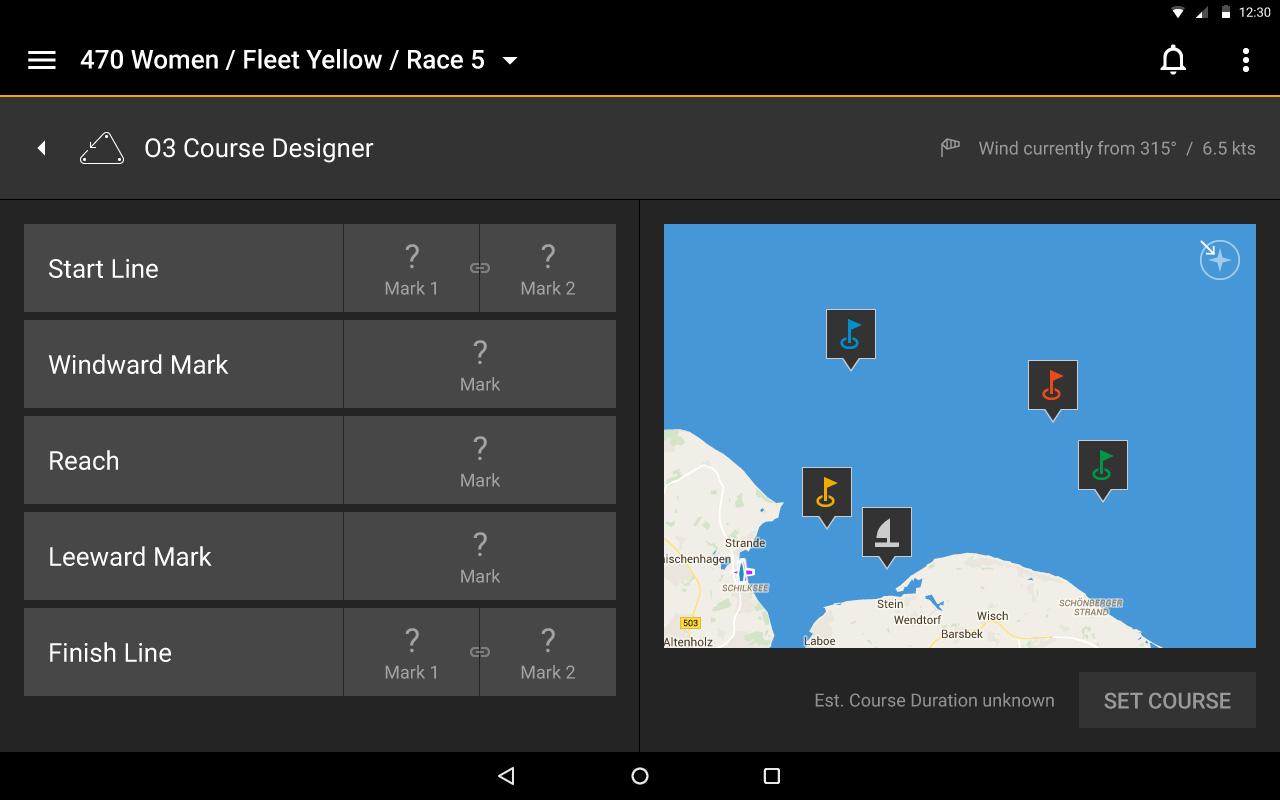 12:30
470 Women / Fleet Yellow / Race 5
O3 Course Designer
Wind currently from 315° / 6.5 kts
Start Line
?
Mark 1
?
Mark 2
Windward Mark
?
Mark
Reach
?
Mark
Leeward Mark
?
Mark
Finish Line
?
Mark 1
?
Mark 2
Strande
ischenhagen
SCHILKSEE
503
Altenholz
Stein
Wendtorf
Laboe
Wisch
Barsbek
SCHÖNBERGER
STRAND
Est. Course Duration unknown
SET COURSE